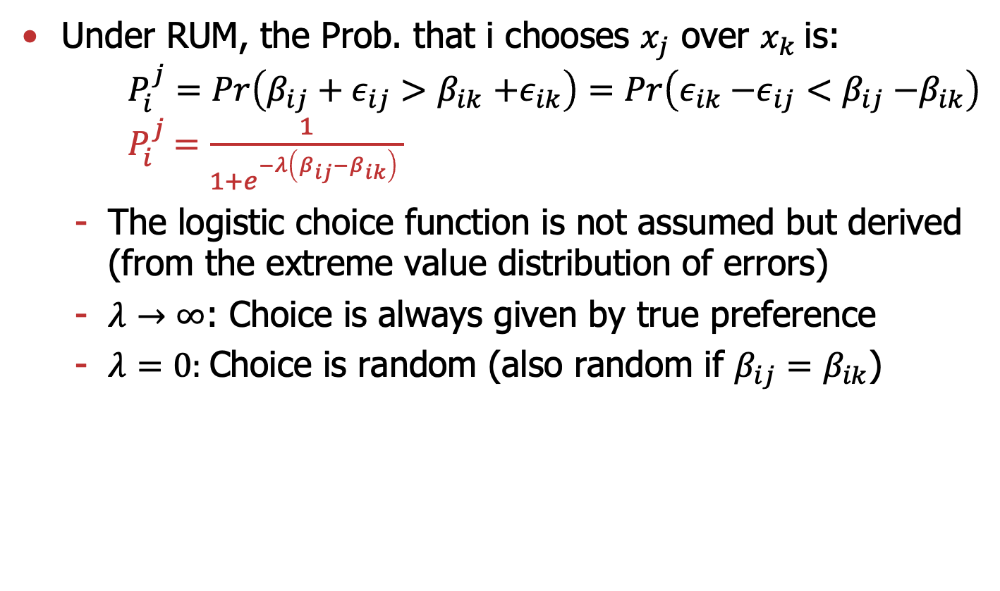 • Under RUM, the Prob. that i chooses $x_j$ over $x_k$ is:
$P_i^j = Pr(\beta_{ij} + \epsilon_{ij} > \beta_{ik} + \epsilon_{ik}) = Pr(\epsilon_{ik} - \epsilon_{ij} < \beta_{ij} - \beta_{ik})$
$P_i^j = \frac{1}{1+e^{-\lambda(\beta_{ij}-\beta_{ik})}}$
- The logistic choice function is not assumed but derived
(from the extreme value distribution of errors)
- $\lambda \to \infty$: Choice is always given by true preference
- $\lambda = 0$: Choice is random (also random if $\beta_{ij} = \beta_{ik}$)